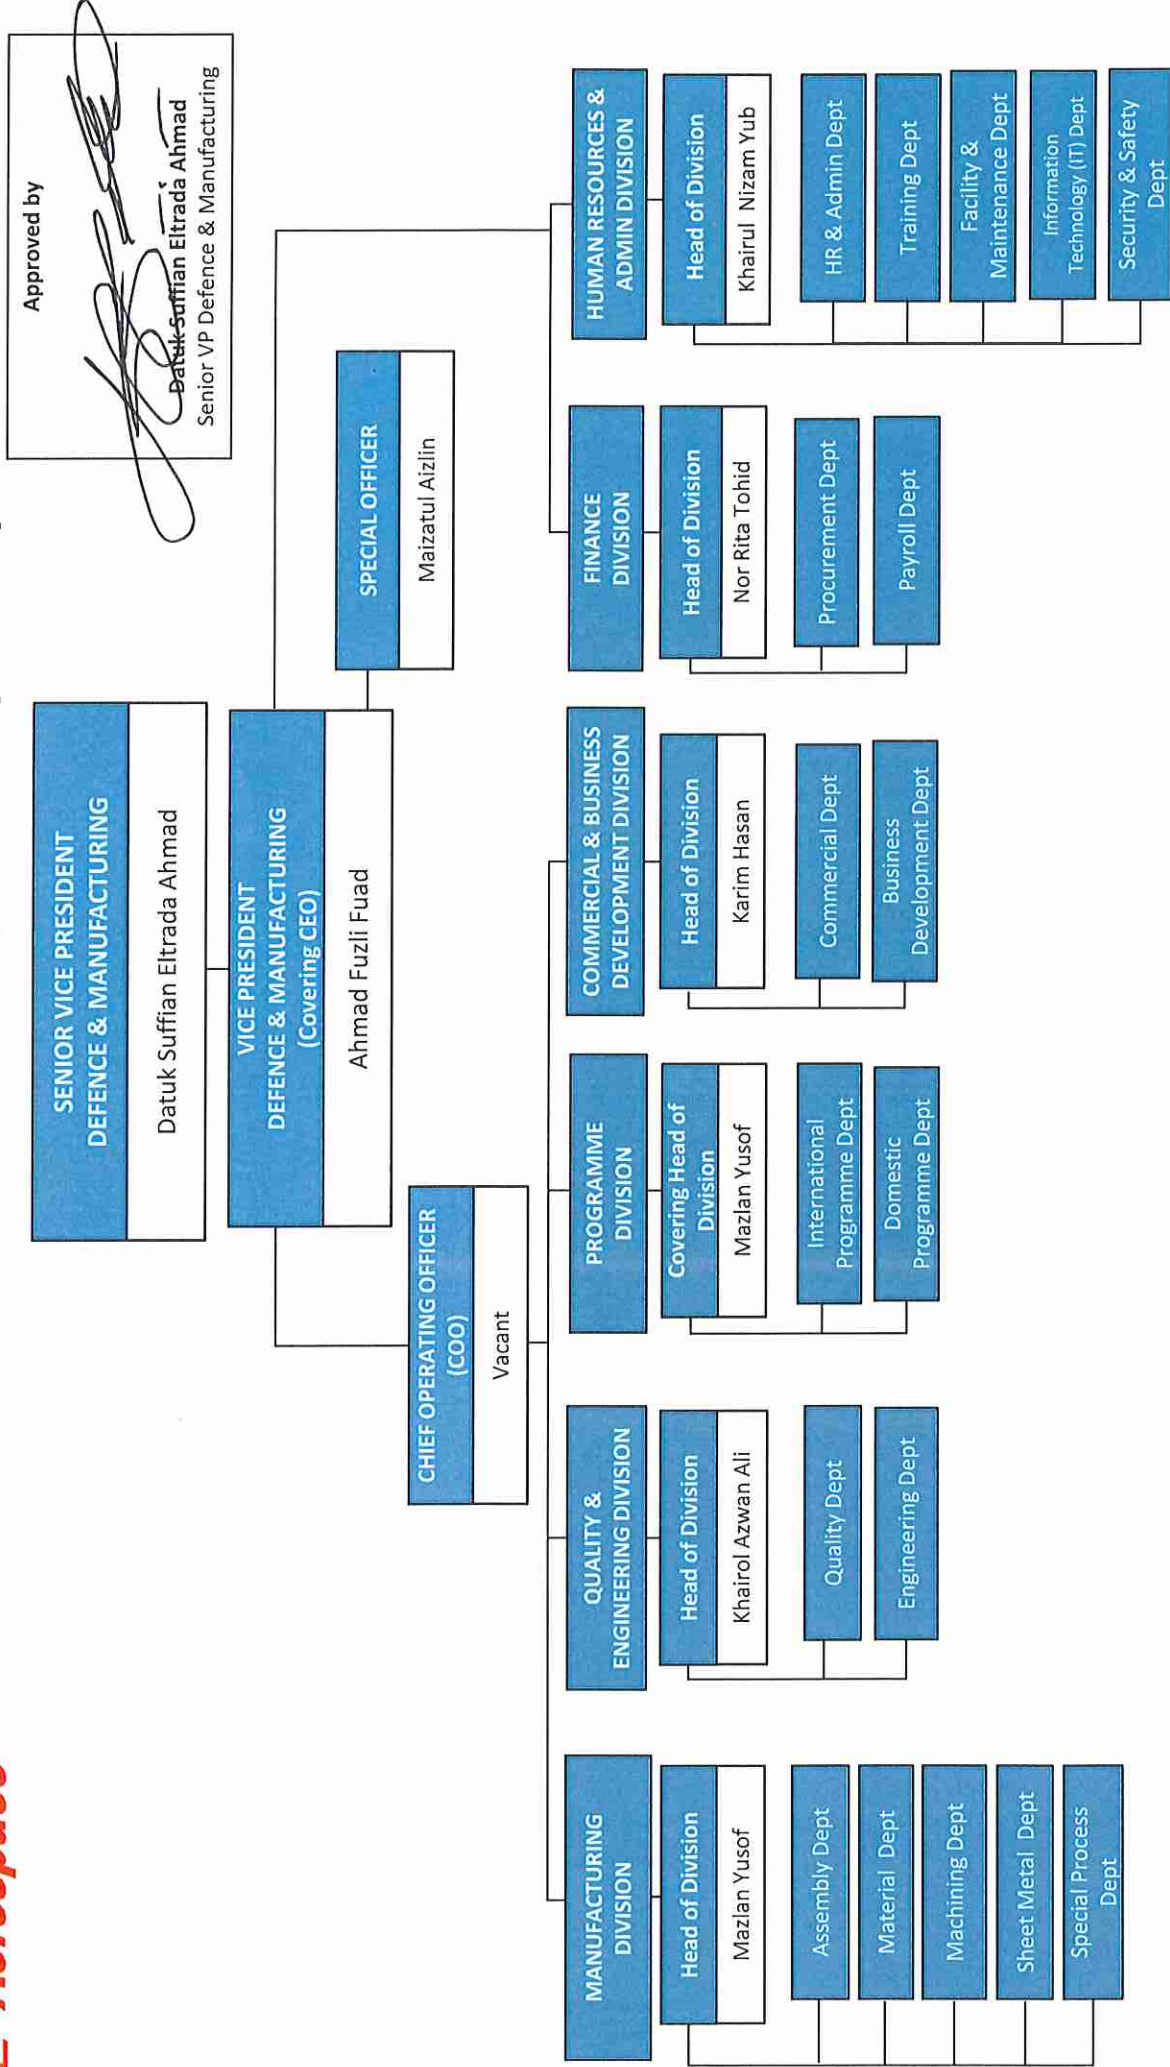 Aerospace
Approved by
Datuk Suffian Eltrada Ahmad
Senior VP Defence & Manufacturing
SENIOR VICE PRESIDENT
DEFENCE & MANUFACTURING
Datuk Suffian Eltrada Ahmad
VICE PRESIDENT
DEFENCE & MANUFACTURING
(Covering CEO)
Ahmad Fuzli Fuad
SPECIAL OFFICER
Maizatul Aizlin
CHIEF OPERATING OFFICER
(COO)
Vacant
MANUFACTURING
DIVISION
Head of Division
Mazlan Yusof
Assembly Dept
Material Dept
Machining Dept
Sheet Metal Dept
Special Process
Dept
QUALITY &
ENGINEERING DIVISION
Head of Division
Khairol Azwan Ali
Quality Dept
Engineering Dept
PROGRAMME
DIVISION
Covering Head of
Division
Mazlan Yusof
International
Programme Dept
Domestic
Programme Dept
COMMERCIAL & BUSINESS
DEVELOPMENT DIVISION
Head of Division
Karim Hasan
Commercial Dept
Business
Development Dept
FINANCE
DIVISION
Head of Division
Nor Rita Tohid
Procurement Dept
Payroll Dept
HUMAN RESOURCES &
ADMIN DIVISION
Head of Division
Khairul Nizam Yub
HR & Admin Dept
Training Dept
Facility &
Maintenance Dept
Information
Technology (IT) Dept
Security & Safety
Dept